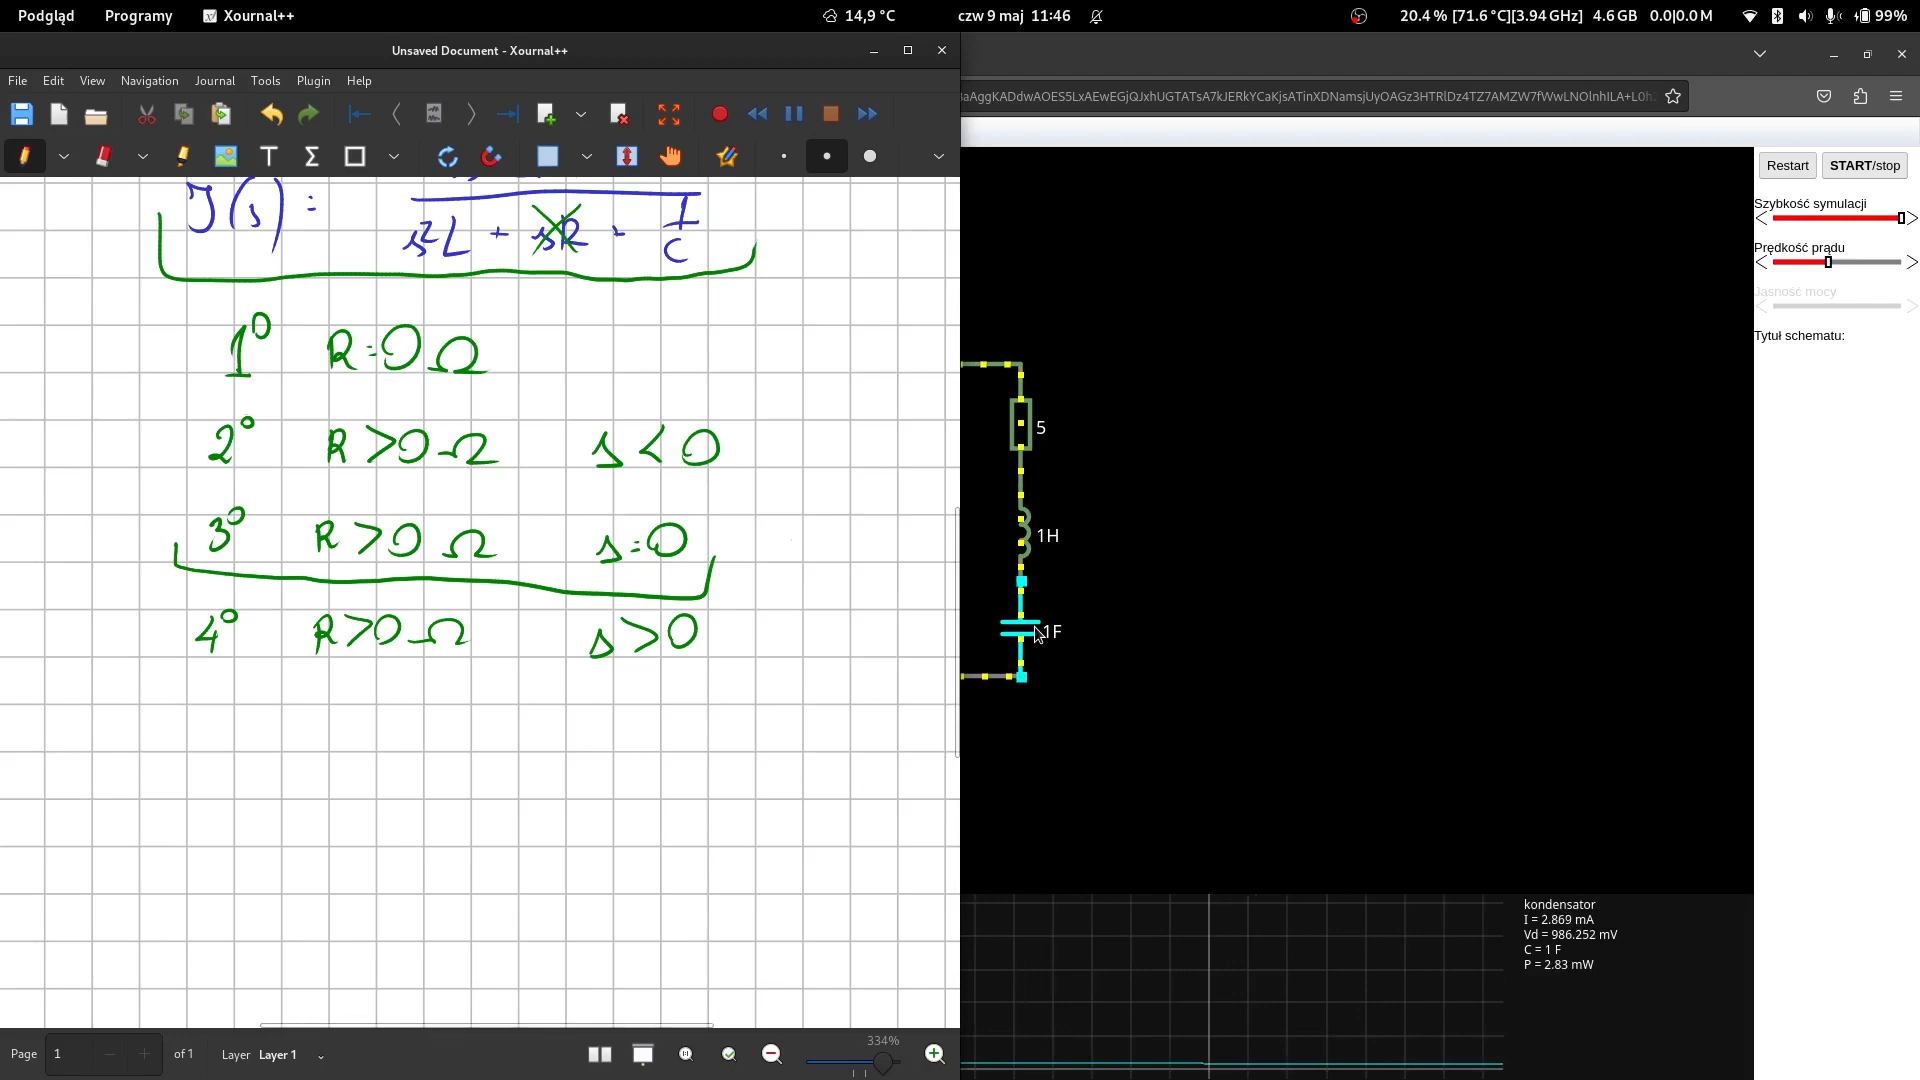 Podgląd Programy Xournal++ 14,9 °C czw 9 maj 11:46 20.4 % [71.6 °C][3.94 GHz] 4.6 GB 0.0|0.0 M 99%
Unsaved Document - Xournal++
File Edit View Navigation Journal Tools Plugin Help
T Σ
I(s) =
s²L + sR + 1/C
1° R = 0 Ω
2° R > 0 Ω s < 0
3° R > 0 Ω s = 0
4° R > 0 Ω s > 0
Page 1 of 1 Layer Layer 1 334%
Restart START/stop
Szybkość symulacji
Prędkość prądu
Jasność mocy
Tytuł schematu:
5
1H
1F
kondensator
I = 2.869 mA
Vd = 986.252 mV
C = 1 F
P = 2.83 mW